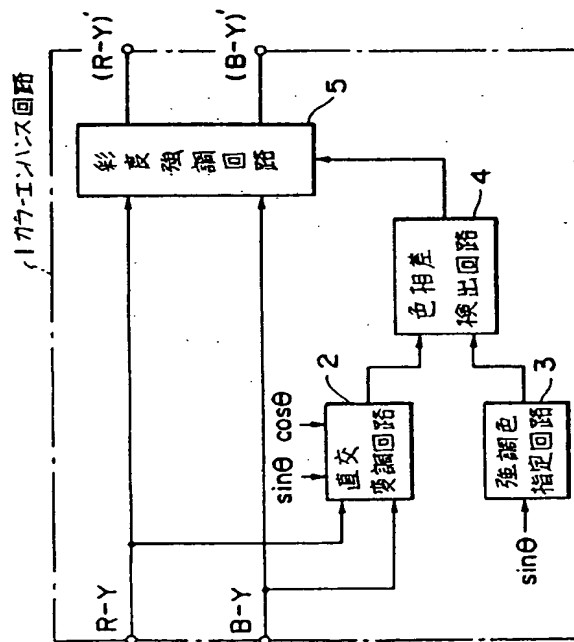 1 カラーエンハンス回路
R-Y
B-Y
(R-Y)'
(B-Y)'
彩度強調回路
5
sinθ cosθ
直交
変調回路
2
色相差
検出回路
4
強調色
指定回路
3
sinθ